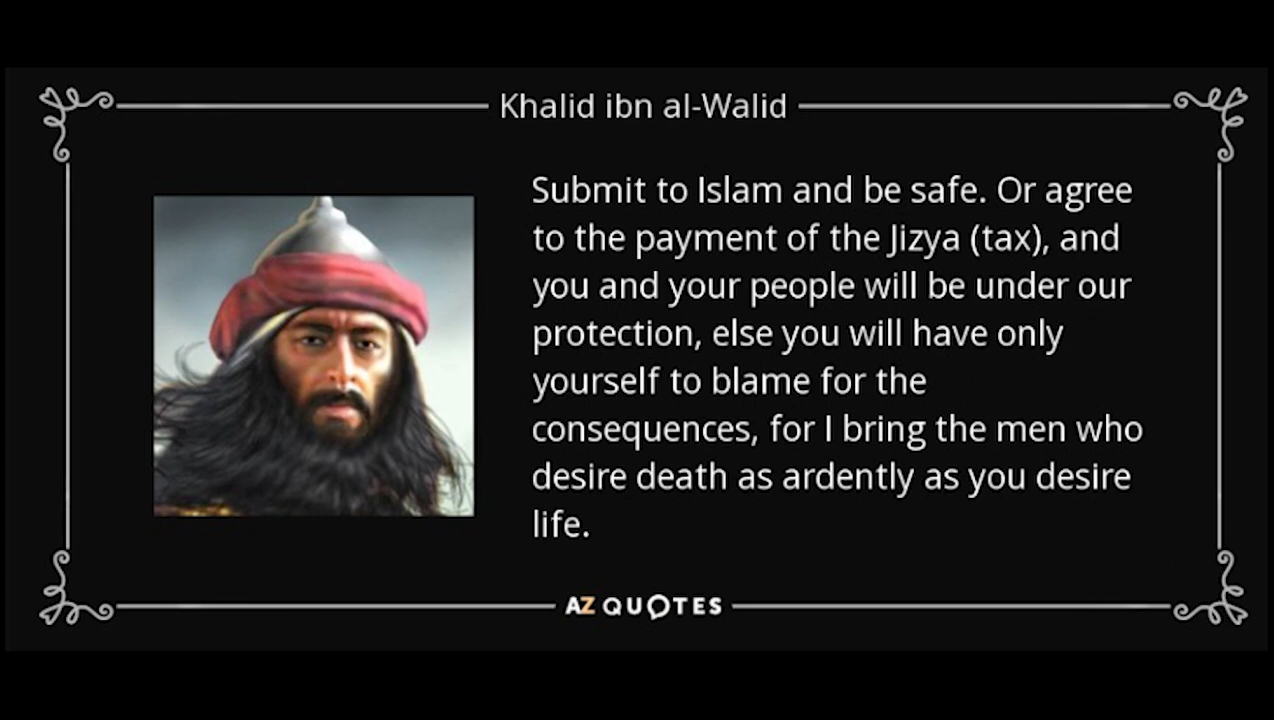 Khalid ibn al-Walid
Submit to Islam and be safe. Or agree
to the payment of the Jizya (tax), and
you and your people will be under our
protection, else you will have only
yourself to blame for the
consequences, for I bring the men who
desire death as ardently as you desire
life.
AZ QUOTES